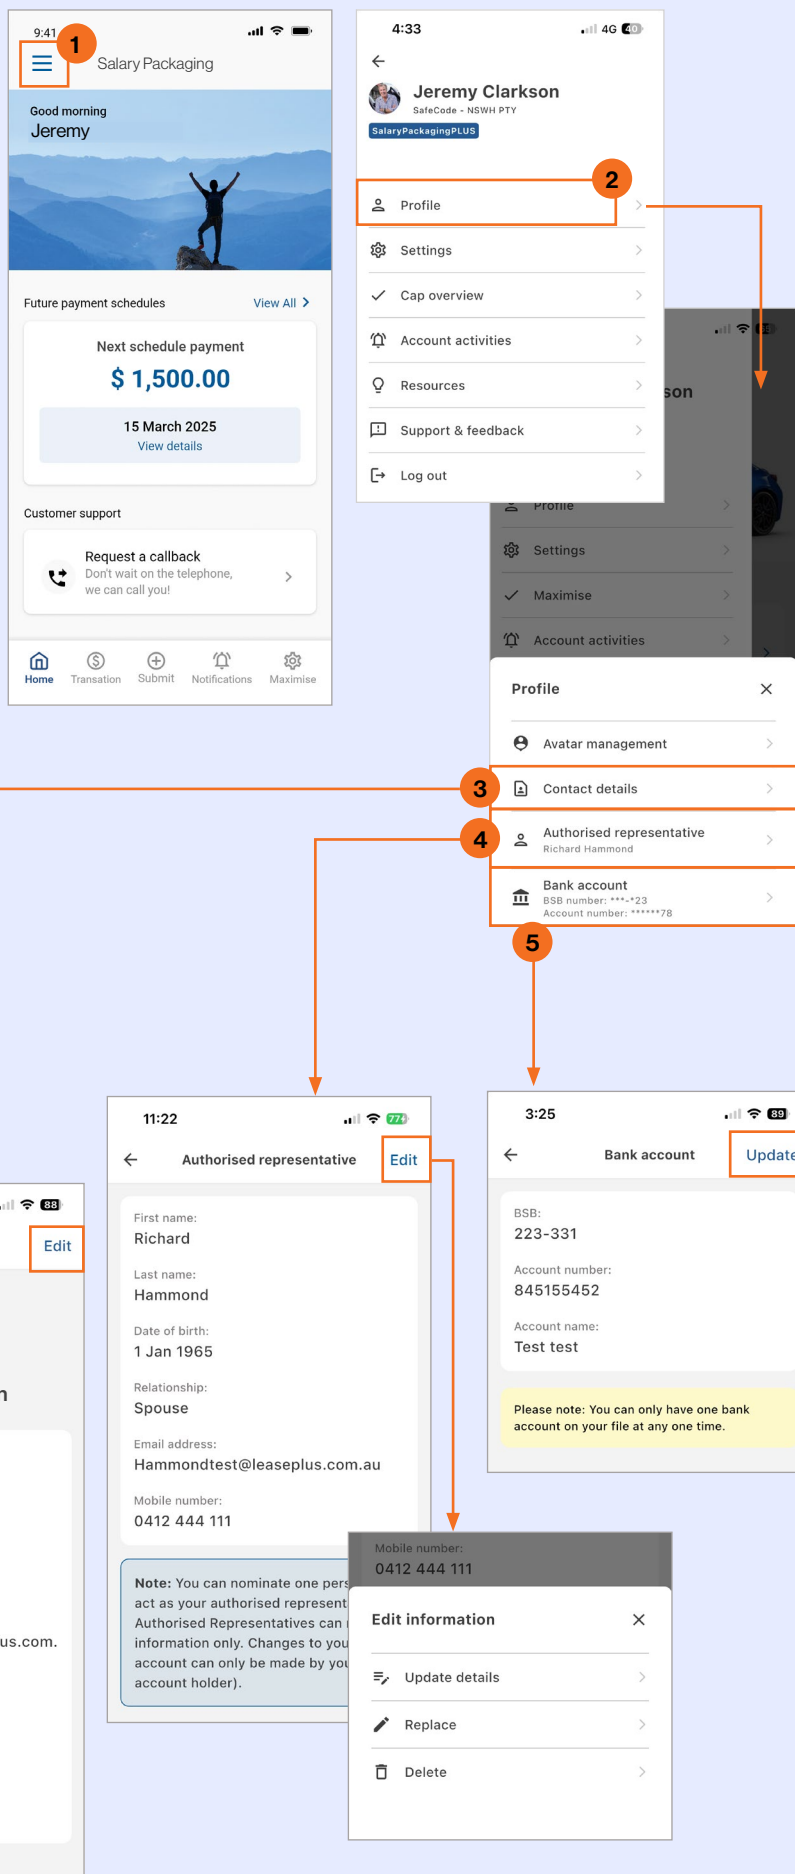 9:41
1
Salary Packaging
Good morning
Jeremy
Future payment schedules
View All
Next schedule payment
$ 1,500.00
15 March 2025
View details
Customer support
Request a callback
Don't wait on the telephone,
we can call you!
Home
Transation
Submit
Notifications
Maximise
4:33
4G 40
Jeremy Clarkson
SafeCode - NSWH PTY
SalaryPackagingPLUS
2
Profile
Settings
Cap overview
Account activities
Resources
Support & feedback
Log out
son
Profile
Settings
Maximise
Account activities
Profile
Avatar management
3
Contact details
4
Authorised representative
Richard Hammond
Bank account
BSB number: ***-*23
Account number: ******78
5
88
Edit
n
us.com.
11:22
77
Authorised representative
Edit
First name:
Richard
Last name:
Hammond
Date of birth:
1 Jan 1965
Relationship:
Spouse
Email address:
Hammondtest@leaseplus.com.au
Mobile number:
0412 444 111
Note: You can nominate one pers
act as your authorised represent
Authorised Representatives can
information only. Changes to you
account can only be made by you
account holder).
3:25
89
Bank account
Update
BSB:
223-331
Account number:
845155452
Account name:
Test test
Please note: You can only have one bank
account on your file at any one time.
Mobile number:
0412 444 111
Edit information
Update details
Replace
Delete